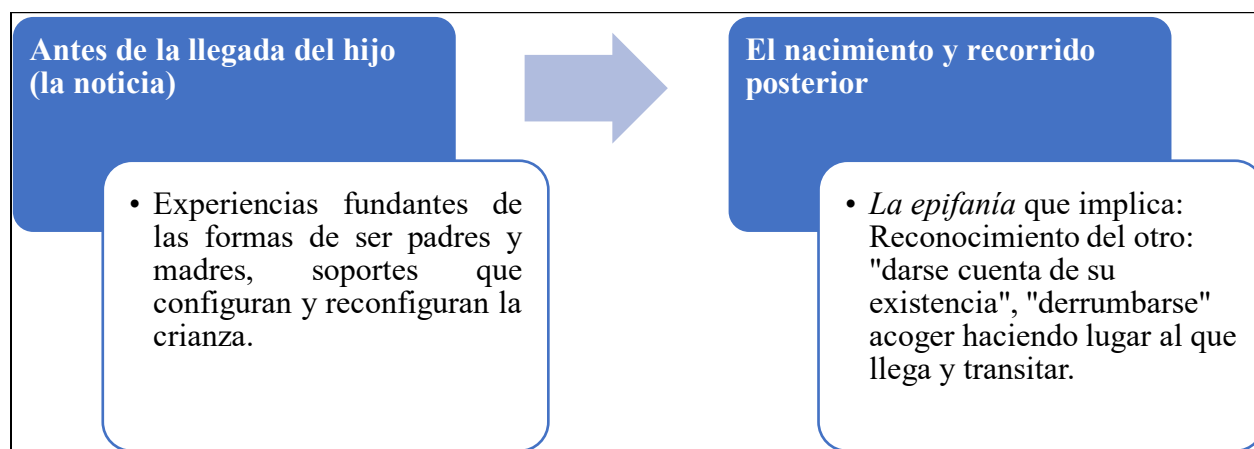 Antes de la llegada del hijo
(la noticia)
• Experiencias fundantes de
las formas de ser padres y
madres, soportes que
configuran y reconfiguran la
crianza.
El nacimiento y recorrido
posterior
• La epifanía que implica:
Reconocimiento del otro:
"darse cuenta de su
existencia", "derrumbarse"
acoger haciendo lugar al que
llega y transitar.